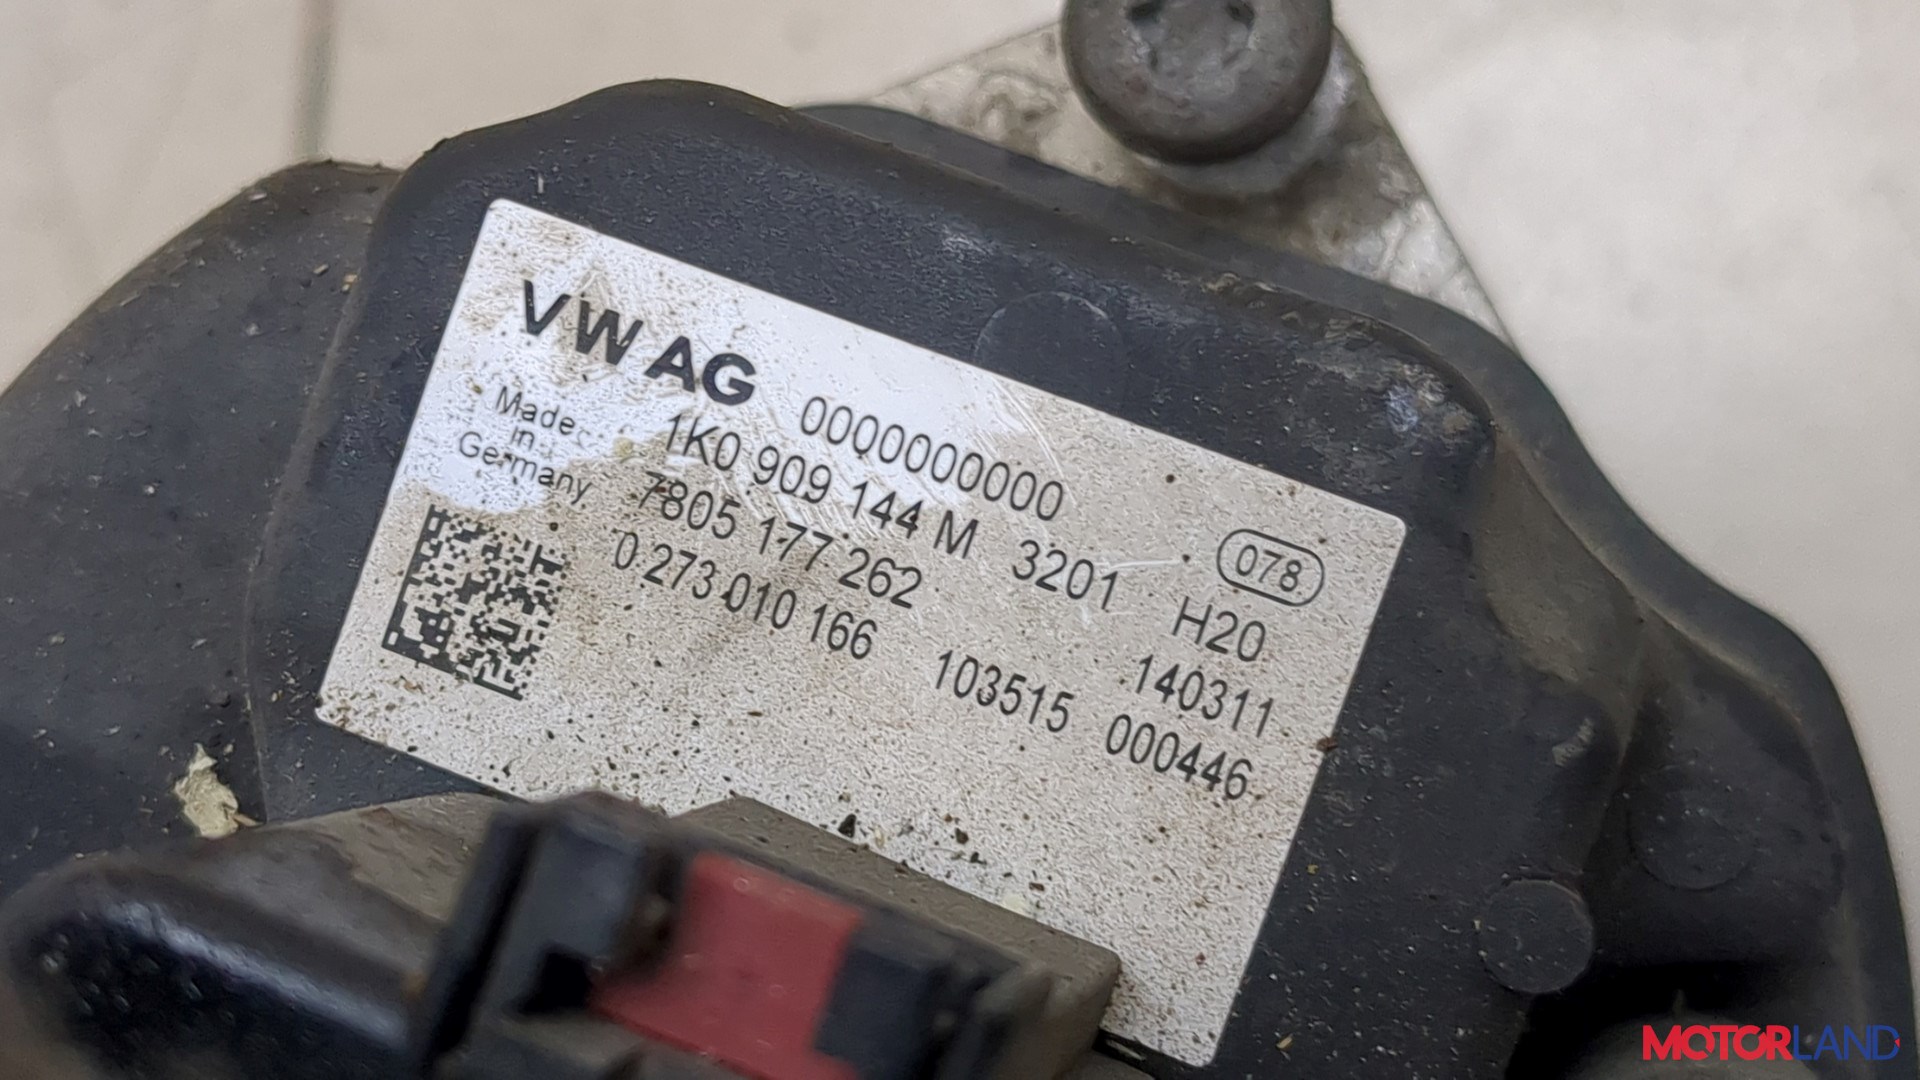 VW AG 0000000000
Made in Germany
1K0 909 144 M 3201 078
7805 177 262 H20
0 273 010 166 140311
103515 000446
MOTORLAND